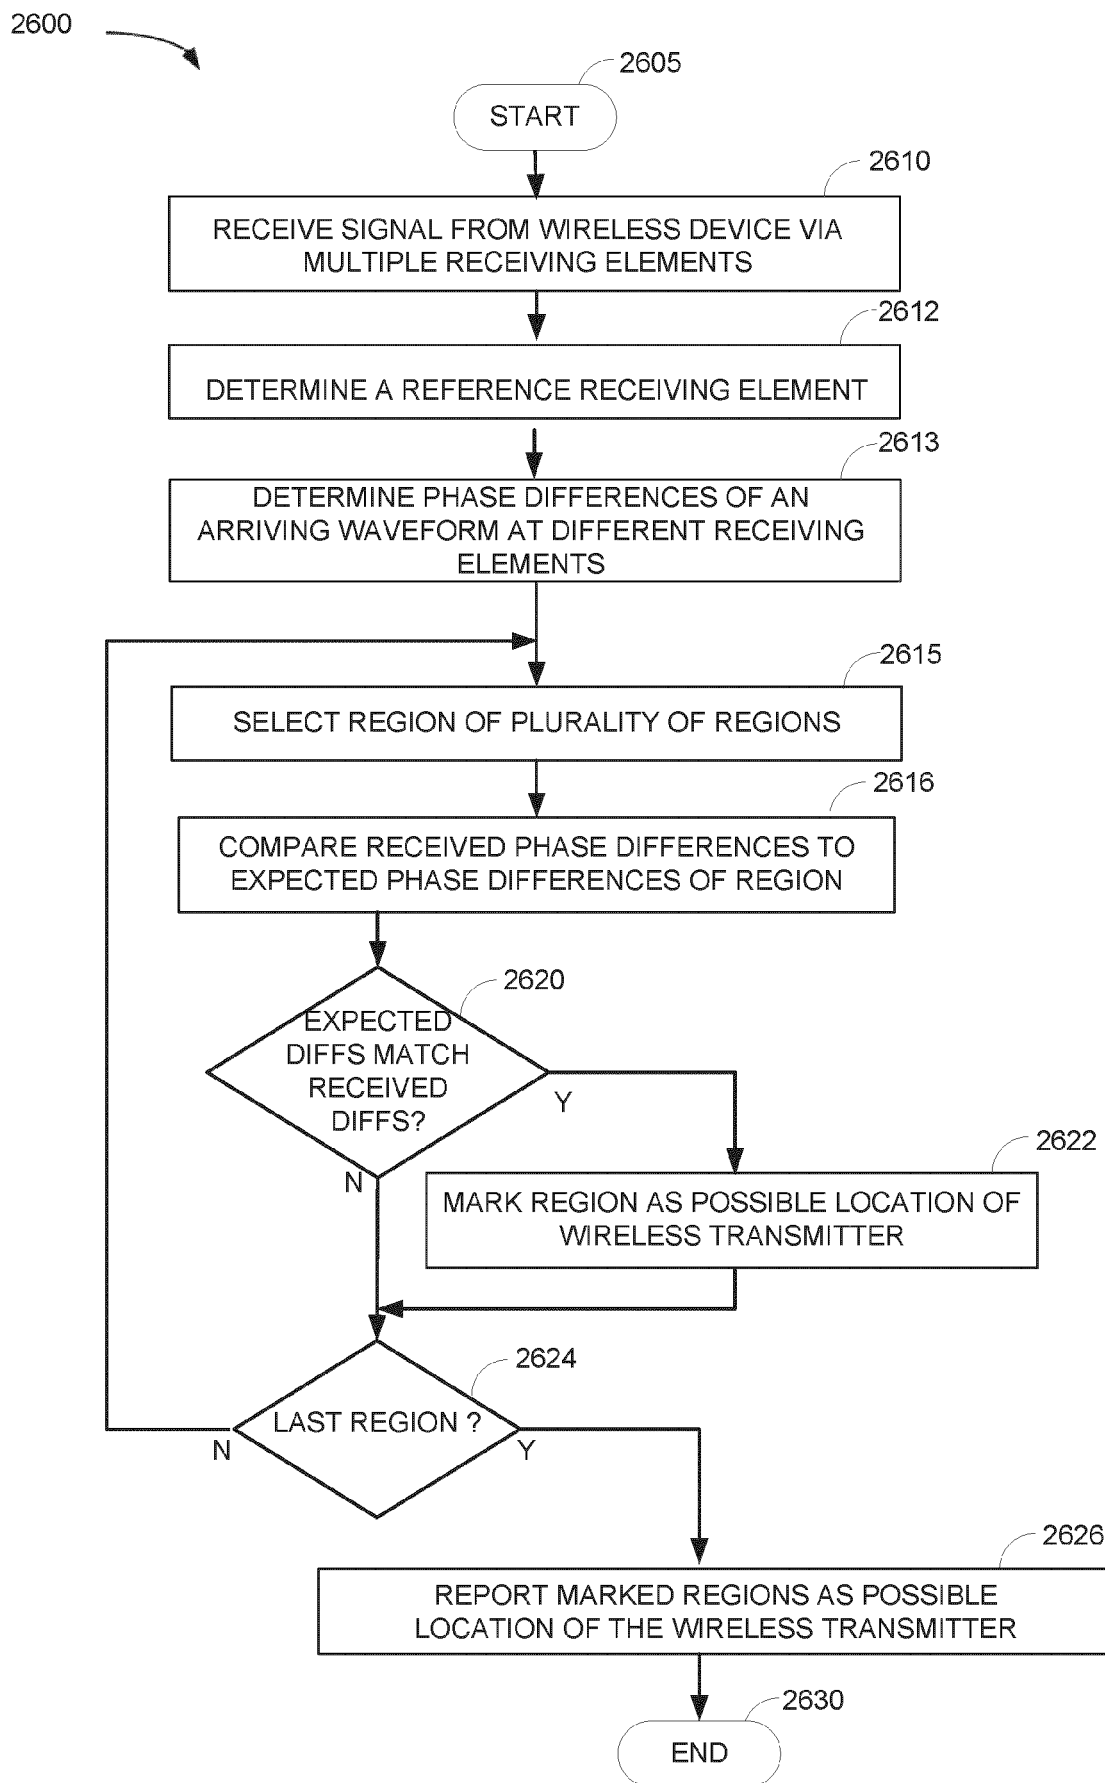 2600
2605
START
2610
RECEIVE SIGNAL FROM WIRELESS DEVICE VIA
MULTIPLE RECEIVING ELEMENTS
2612
DETERMINE A REFERENCE RECEIVING ELEMENT
2613
DETERMINE PHASE DIFFERENCES OF AN
ARRIVING WAVEFORM AT DIFFERENT RECEIVING
ELEMENTS
2615
SELECT REGION OF PLURALITY OF REGIONS
2616
COMPARE RECEIVED PHASE DIFFERENCES TO
EXPECTED PHASE DIFFERENCES OF REGION
2620
EXPECTED
DIFFS MATCH
RECEIVED
DIFFS?
Y
N
2622
MARK REGION AS POSSIBLE LOCATION OF
WIRELESS TRANSMITTER
2624
LAST REGION ?
N
Y
2626
REPORT MARKED REGIONS AS POSSIBLE
LOCATION OF THE WIRELESS TRANSMITTER
2630
END